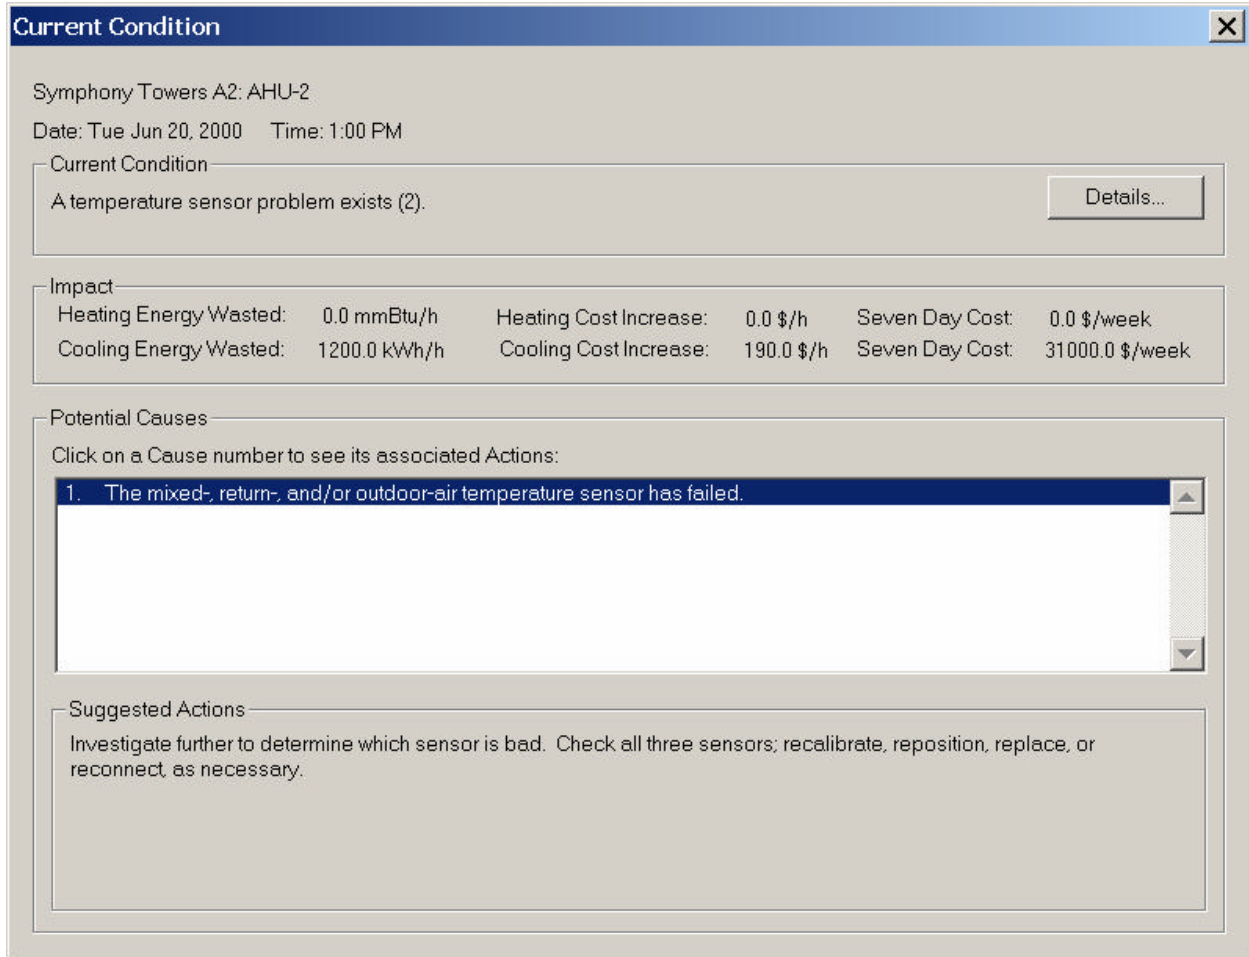 Current Condition
Symphony Towers A2: AHU-2
Date: Tue Jun 20, 2000 Time: 1:00 PM
Current Condition
A temperature sensor problem exists (2).
Details...
Impact
Heating Energy Wasted: 0.0 mmBtu/h Heating Cost Increase: 0.0 $/h Seven Day Cost: 0.0 $/week
Cooling Energy Wasted: 1200.0 kWh/h Cooling Cost Increase: 190.0 $/h Seven Day Cost: 31000.0 $/week
Potential Causes
Click on a Cause number to see its associated Actions:
1. The mixed-, return-, and/or outdoor-air temperature sensor has failed.
Suggested Actions
Investigate further to determine which sensor is bad. Check all three sensors; recalibrate, reposition, replace, or
reconnect, as necessary.